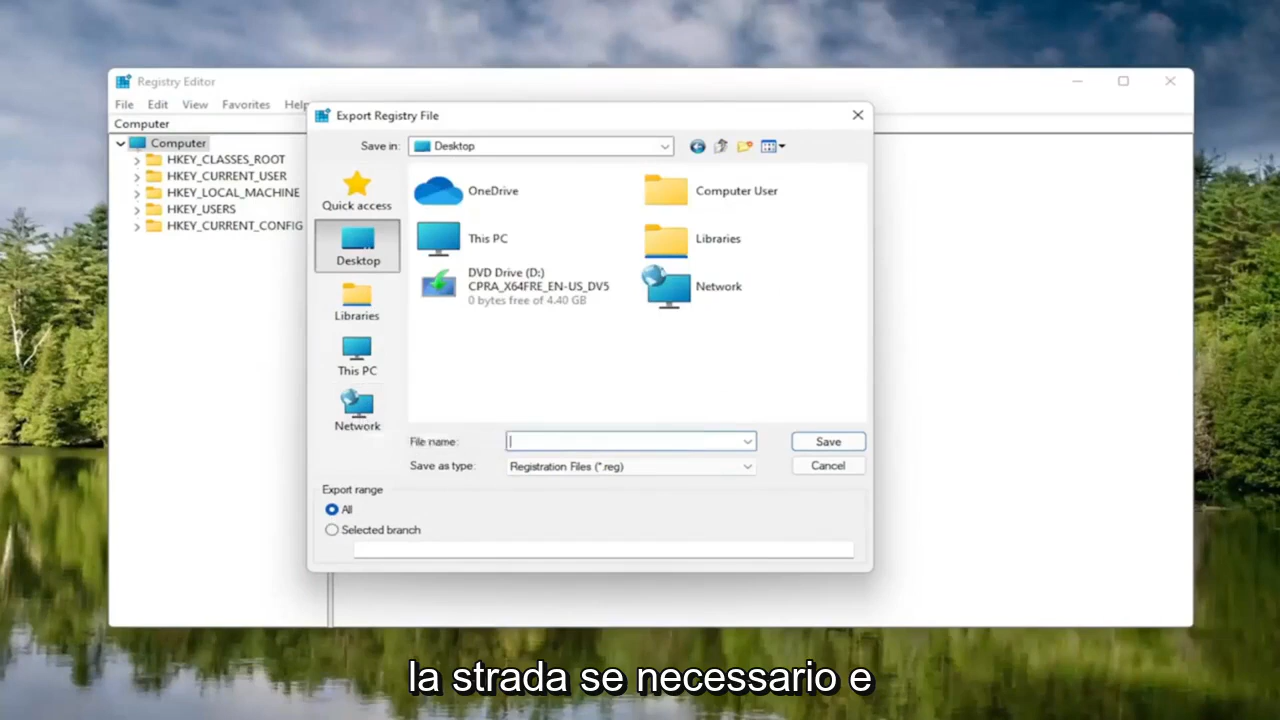 Registry Editor
File Edit View Favorites Help
Computer
Computer
HKEY_CLASSES_ROOT
HKEY_CURRENT_USER
HKEY_LOCAL_MACHINE
HKEY_USERS
HKEY_CURRENT_CONFIG
Export Registry File
Save in: Desktop
Quick access
Desktop
Libraries
This PC
Network
OneDrive
Computer User
This PC
Libraries
DVD Drive (D:)
CPRA_X64FRE_EN-US_DV5
0 bytes free of 4.40 GB
Network
File name:
Save
Save as type: Registration Files (*.reg)
Cancel
Export range
All
Selected branch
la strada se necessario e